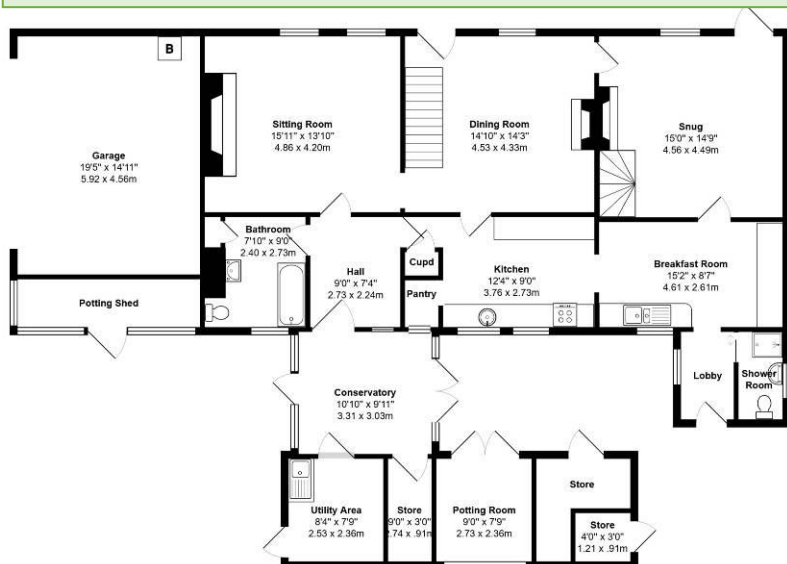 B
Sitting Room
15'11" x 13'10"
4.86 x 4.20m
Dining Room
14'10" x 14'3"
4.53 x 4.33m
Snug
15'0" x 14'9"
4.56 x 4.49m
Garage
19'5" x 14'11"
5.92 x 4.56m
Bathroom
7'10" x 9'0"
2.40 x 2.73m
Hall
9'0" x 7'4"
2.73 x 2.24m
Cupd
Pantry
Kitchen
12'4" x 9'0"
3.76 x 2.73m
Breakfast Room
15'2" x 8'7"
4.61 x 2.61m
Potting Shed
Conservatory
10'10" x 9'11"
3.31 x 3.03m
Lobby
Shower
Room
Utility Area
8'4" x 7'9"
2.53 x 2.36m
Store
9'0" x 3'0"
2.74 x .91m
Potting Room
9'0" x 7'9"
2.73 x 2.36m
Store
Store
4'0" x 3'0"
1.21 x .91m